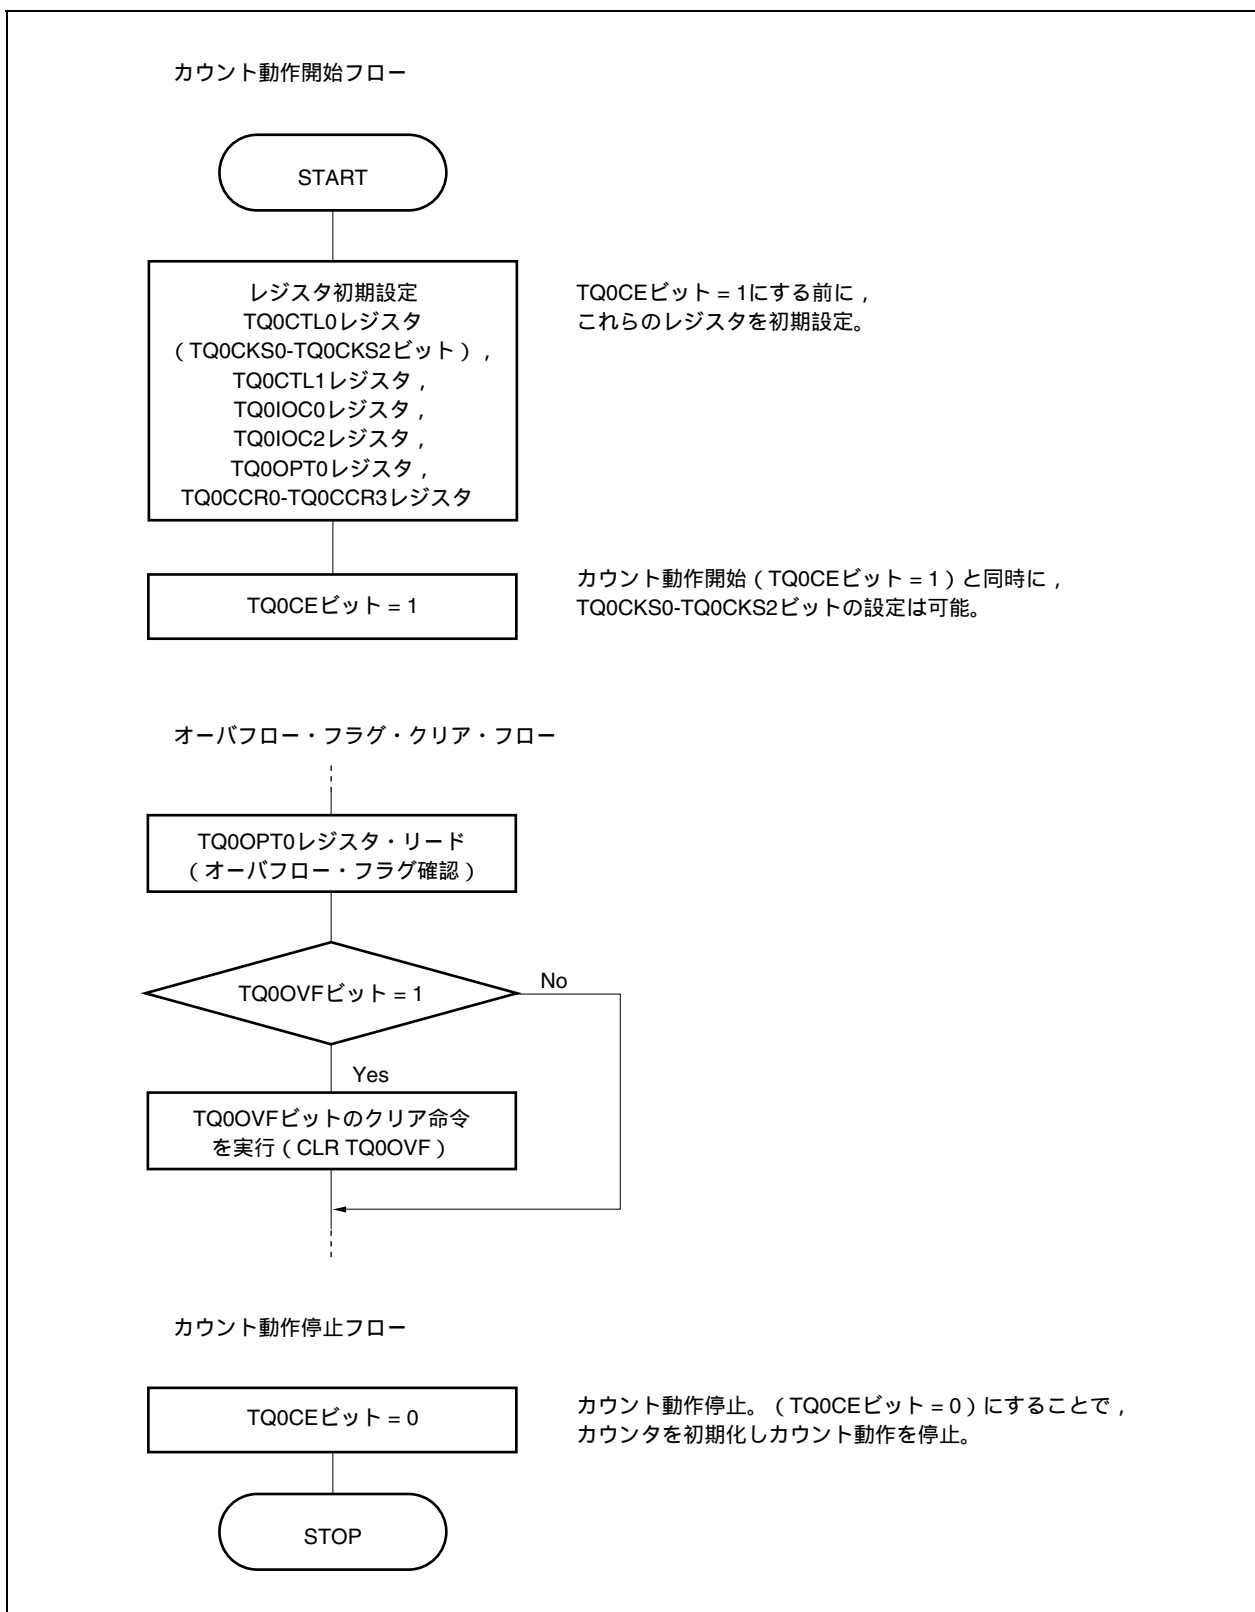 カウント動作開始フロー
START
レジスタ初期設定
TQ0CTL0レジスタ
（TQ0CKS0-TQ0CKS2ビット），
TQ0CTL1レジスタ，
TQ0IOC0レジスタ，
TQ0IOC2レジスタ，
TQ0OPT0レジスタ，
TQ0CCR0-TQ0CCR3レジスタ
TQ0CEビット = 1にする前に，
これらのレジスタを初期設定。
TQ0CEビット = 1
カウント動作開始（TQ0CEビット = 1）と同時に，
TQ0CKS0-TQ0CKS2ビットの設定は可能。
オーバフロー・フラグ・クリア・フロー
TQ0OPT0レジスタ・リード
（オーバフロー・フラグ確認）
TQ0OVFビット = 1
No
Yes
TQ0OVFビットのクリア命令
を実行（CLR TQ0OVF）
カウント動作停止フロー
TQ0CEビット = 0
カウント動作停止。（TQ0CEビット = 0）にすることで，
カウンタを初期化しカウント動作を停止。
STOP